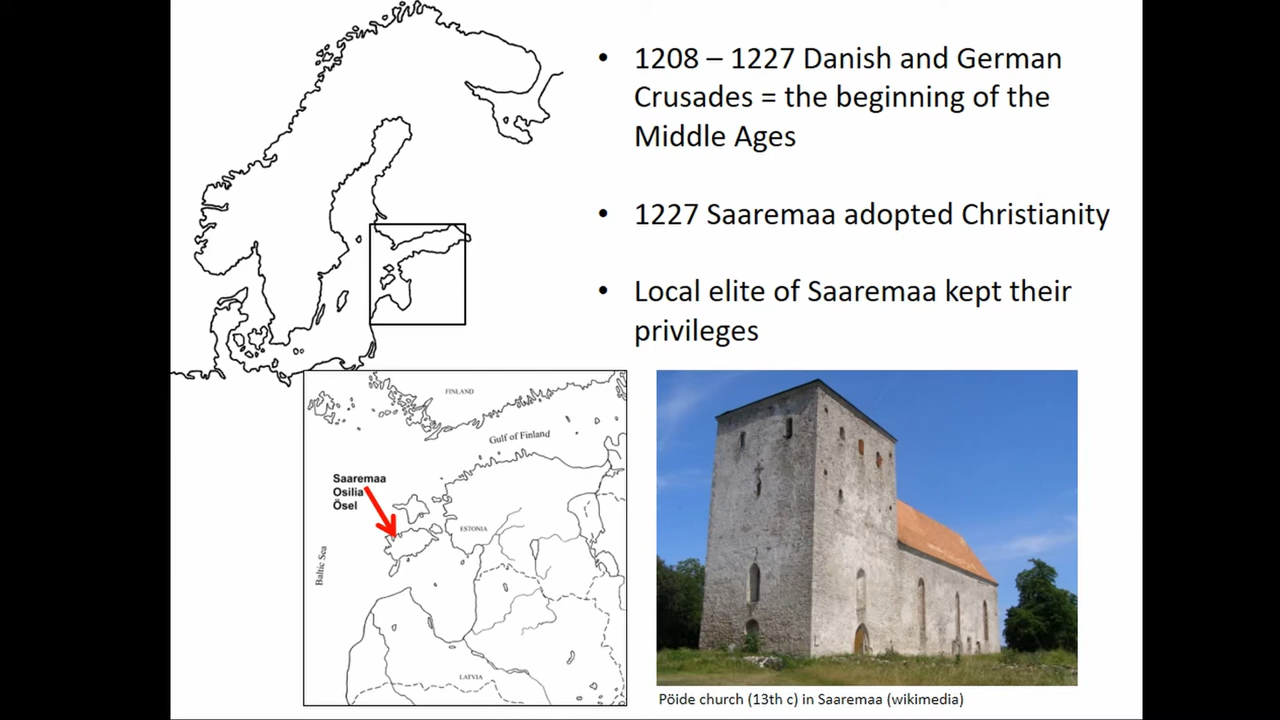 • 1208 – 1227 Danish and German
Crusades = the beginning of the
Middle Ages
• 1227 Saaremaa adopted Christianity
• Local elite of Saaremaa kept their
privileges
FINLAND
Gulf of Finland
Saaremaa
Osilia
Ösel
ESTONIA
Baltic Sea
LATVIA
Pöide church (13th c) in Saaremaa (wikimedia)